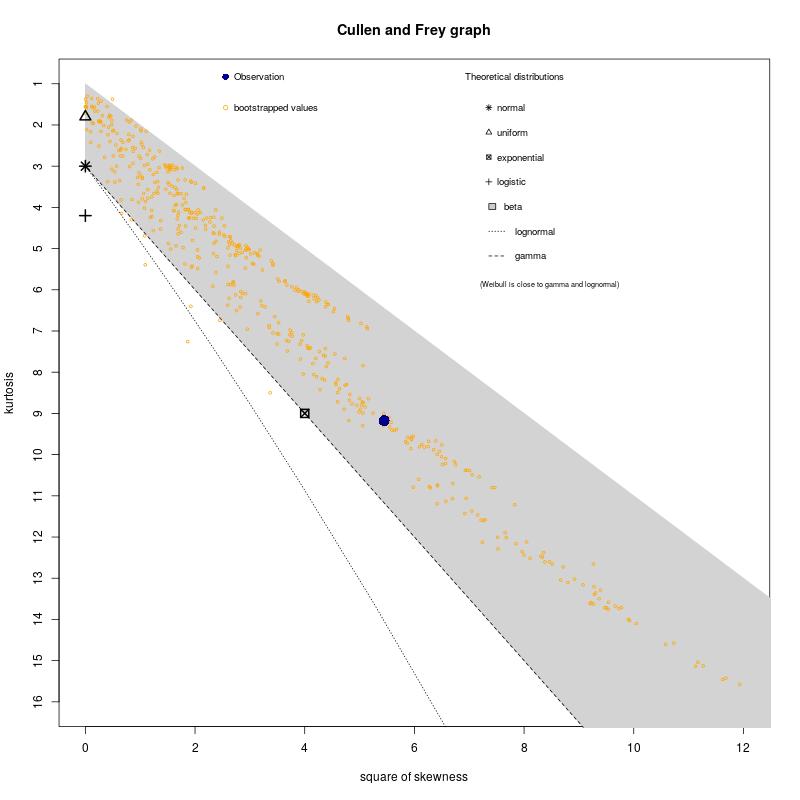 Cullen and Frey graph
Observation
bootstrapped values
Theoretical distributions
normal
uniform
exponential
logistic
beta
lognormal
gamma
(Weibull is close to gamma and lognormal)
kurtosis
1
2
3
4
5
6
7
8
9
10
11
12
13
14
15
16
0 2 4 6 8 10 12
square of skewness